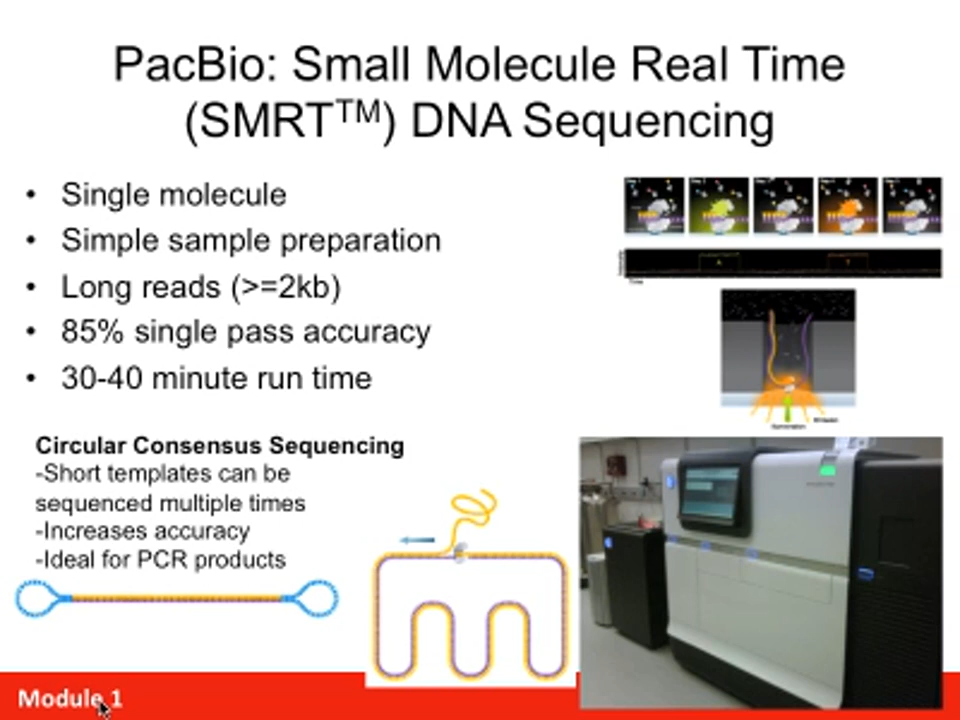 PacBio: Small Molecule Real Time
(SMRT™) DNA Sequencing
• Single molecule
• Simple sample preparation
• Long reads (>=2kb)
• 85% single pass accuracy
• 30-40 minute run time
Time
Circular Consensus Sequencing
-Short templates can be
sequenced multiple times
-Increases accuracy
-Ideal for PCR products
Module 1